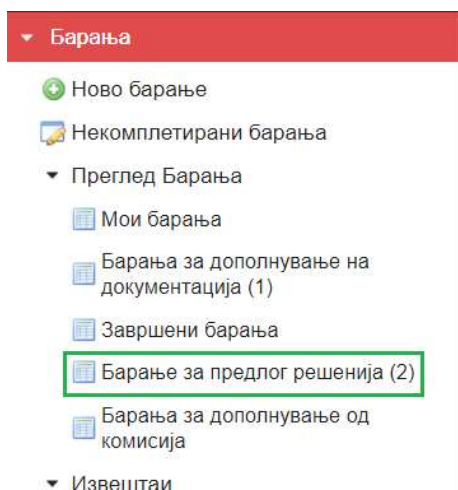 Барања
Ново барање
Некомплетирани барања
Преглед Барања
Мои барања
Барања за дополнување на
документација (1)
Завршени барања
Барање за предлог решенија (2)
Барања за дополнување од
комисија
Извештаи